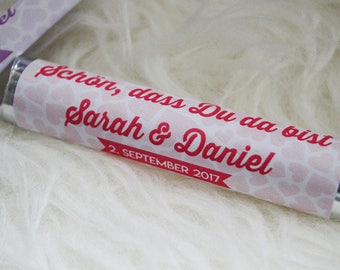 Schön, dass Du da bist
Sarah & Daniel
2. SEPTEMBER 2017